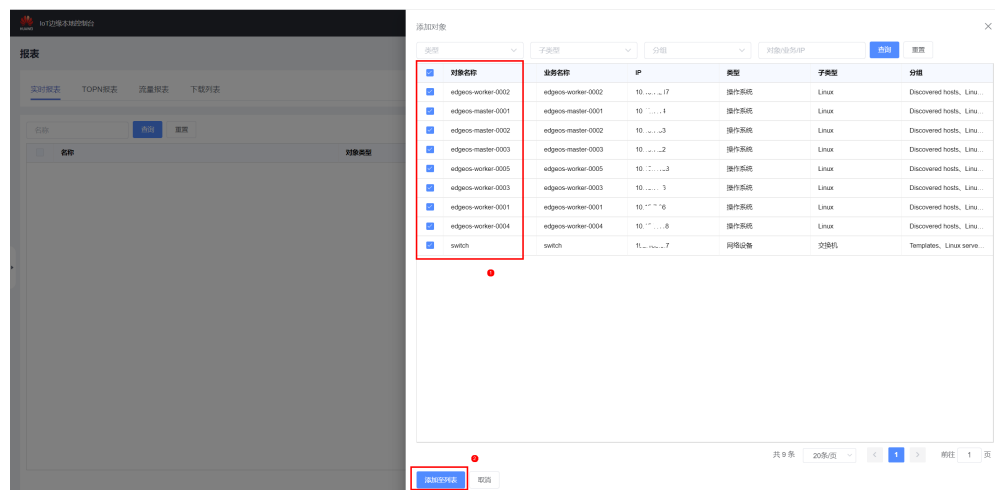 HUAWEI IoT边缘本地控制台
报表
实时报表 TOPN报表 流量报表 下载列表
名称 查询 重置
名称 对象类型
添加对象
类型 子类型 分组 对象/业务/IP 查询 重置
对象名称 业务名称 IP 类型 子类型 分组
edgeos-worker-0002 edgeos-worker-0002 操作系统 Linux Discovered hosts、Linu...
edgeos-master-0001 edgeos-master-0001 操作系统 Linux Discovered hosts、Linu...
edgeos-master-0002 edgeos-master-0002 操作系统 Linux Discovered hosts、Linu...
edgeos-master-0003 edgeos-master-0003 操作系统 Linux Discovered hosts、Linu...
edgeos-worker-0005 edgeos-worker-0005 操作系统 Linux Discovered hosts、Linu...
edgeos-worker-0003 edgeos-worker-0003 操作系统 Linux Discovered hosts、Linu...
edgeos-worker-0001 edgeos-worker-0001 操作系统 Linux Discovered hosts、Linu...
edgeos-worker-0004 edgeos-worker-0004 操作系统 Linux Discovered hosts、Linu...
switch switch 网络设备 交换机 Templates、Linux serve...
1
共 9 条 20条/页 1 前往 1 页
2
添加至列表 取消